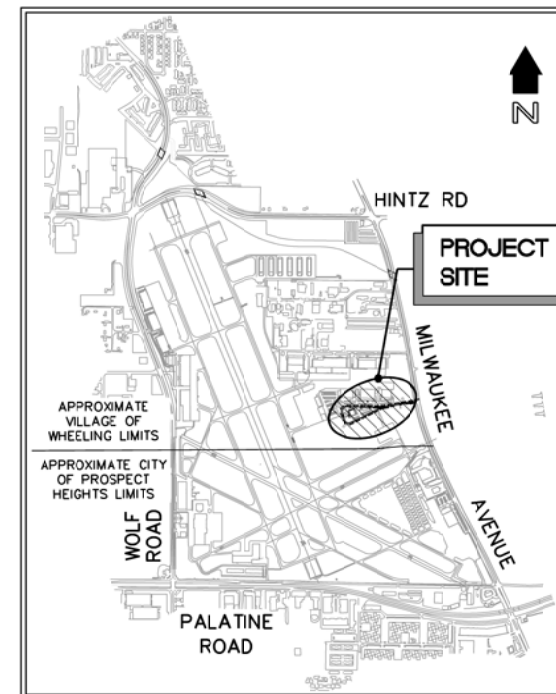 N
HINTZ RD
PROJECT
SITE
MILWAUKEE
APPROXIMATE
VILLAGE OF
WHEELING LIMITS
APPROXIMATE CITY
OF PROSPECT
HEIGHTS LIMITS
WOLF
ROAD
AVENUE
PALATINE
ROAD